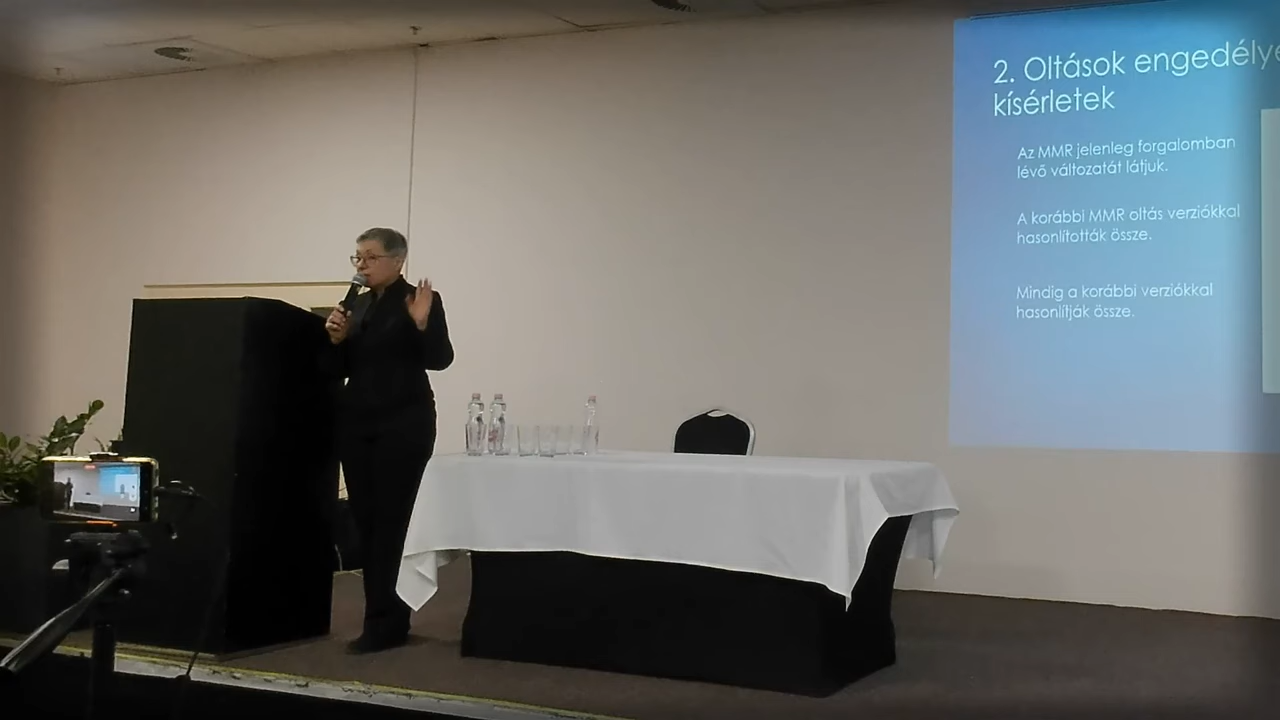 2. Oltások engedélye
kísérletek
Az MMR jelenleg forgalomban
lévő változatát látjuk.
A korábbi MMR oltás verziókkal
hasonlították össze.
Mindig a korábbi verziókkal
hasonlítják össze.